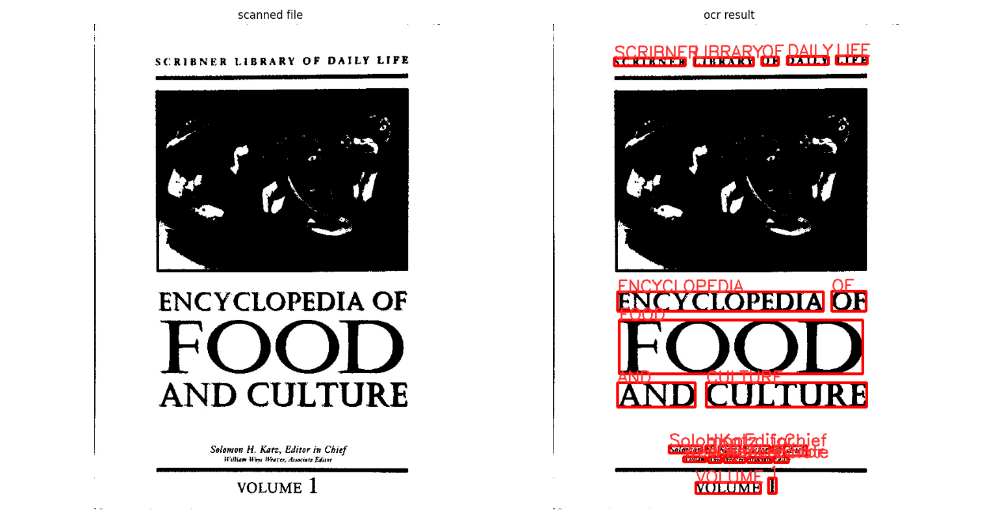 scanned file
SCRIBNER LIBRARY OF DAILY LIFE
ENCYCLOPEDIA OF
FOOD
AND CULTURE
Solomon H. Katz, Editor in Chief
William Woys Weaver, Associate Editor
VOLUME 1
ocr result
SCRIBNER LIBRARY OF DAILY LIFE
SCRIBNER LIBRARY OF DAILY LIFE
ENCYCLOPEDIA OF
ENCYCLOPEDIA OF
FOOD
FOOD
AND CULTURE
AND CULTURE
Solomon H. Katz Editor in Chief
VOLUME 1
VOLUME 1